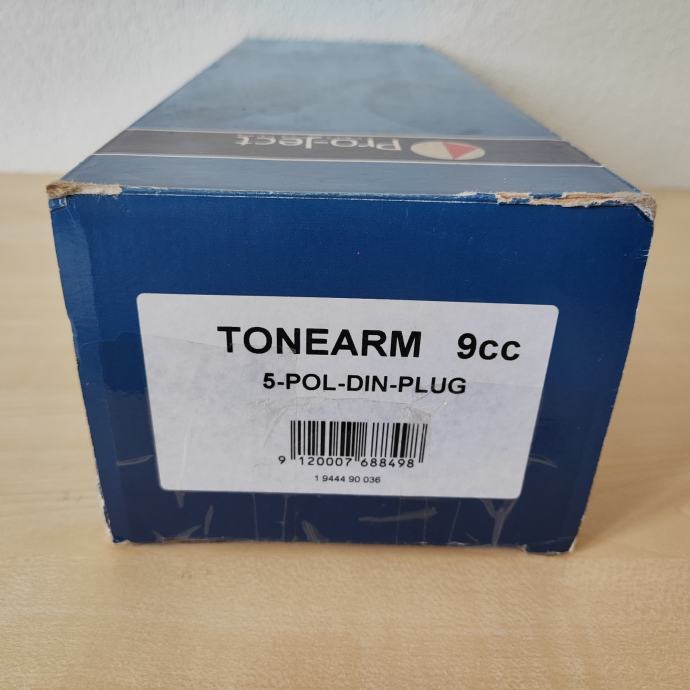 Pro-Ject
TONEARM 9cc
5-POL-DIN-PLUG
9 120007 688498
1 9444 90 036